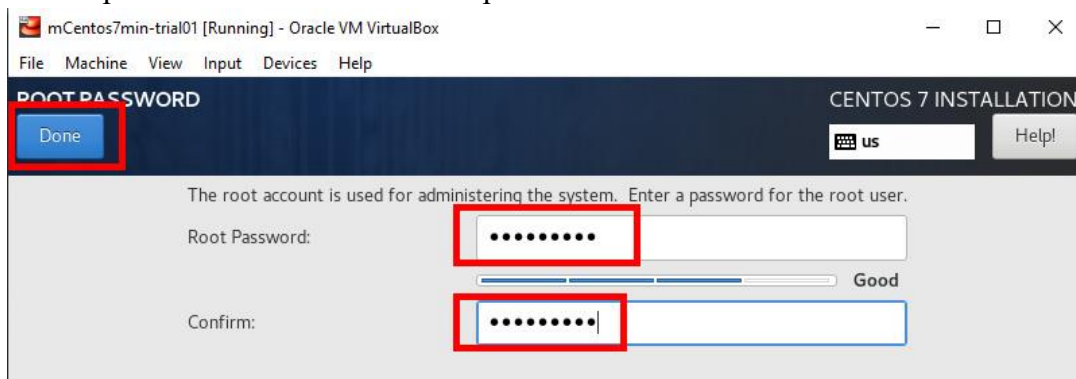 mCentos7min-trial01 [Running] - Oracle VM VirtualBox
File Machine View Input Devices Help
ROOT PASSWORD
CENTOS 7 INSTALLATION
Done
us
Help!
The root account is used for administering the system. Enter a password for the root user.
Root Password: •••••••••
Good
Confirm: •••••••••